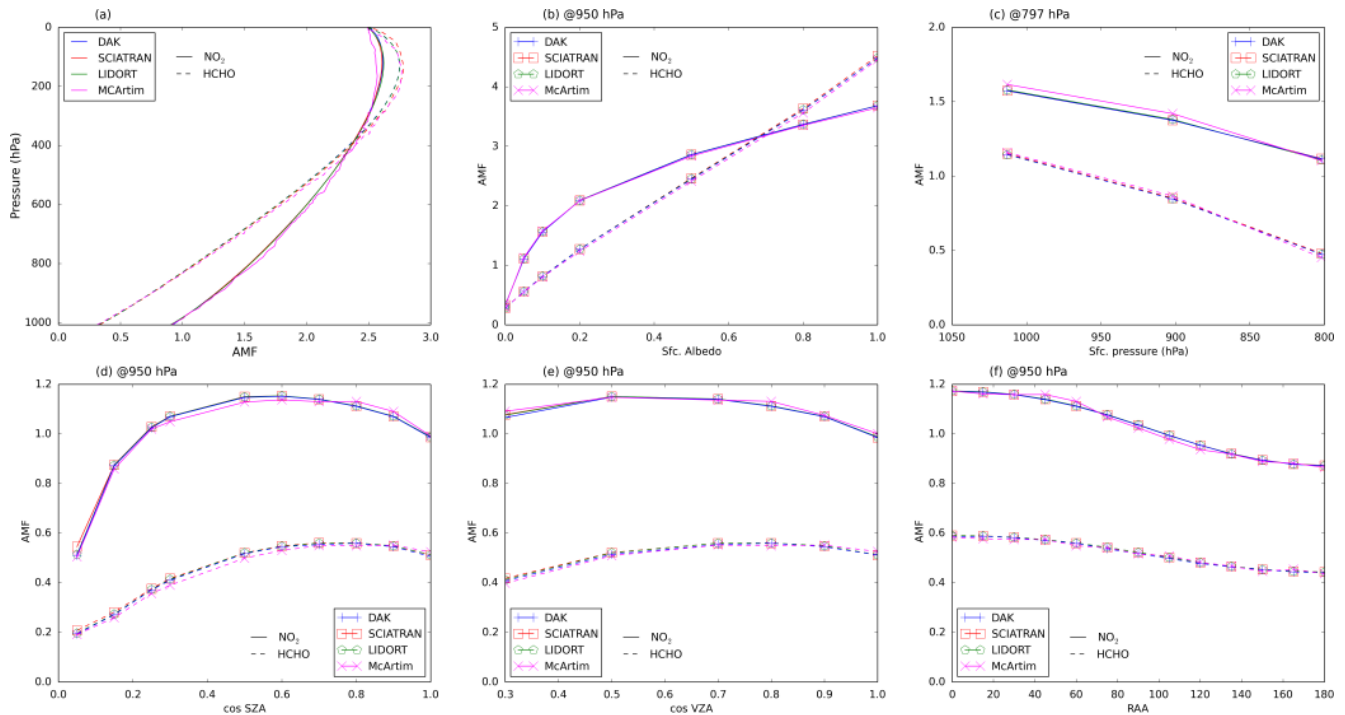 (a)
0
200
400
600
800
1000
Pressure (hPa)
DAK
SCIATRAN
LIDORT
McArtim
NO₂
HCHO
0.0 0.5 1.0 1.5 2.0 2.5 3.0
AMF
(b) @950 hPa
5
4
3
2
1
0
AMF
DAK
SCIATRAN
LIDORT
McArtim
NO₂
HCHO
0.0 0.2 0.4 0.6 0.8 1.0
Sfc. Albedo
(c) @797 hPa
2.0
1.5
1.0
0.5
0.0
AMF
NO₂
HCHO
DAK
SCIATRAN
LIDORT
McArtim
1050 1000 950 900 850 800
Sfc. pressure (hPa)
(d) @950 hPa
1.2
1.0
0.8
0.6
0.4
0.2
0.0
AMF
NO₂
HCHO
DAK
SCIATRAN
LIDORT
McArtim
0.0 0.2 0.4 0.6 0.8 1.0
cos SZA
(e) @950 hPa
1.2
1.0
0.8
0.6
0.4
0.2
0.0
AMF
DAK
SCIATRAN
LIDORT
McArtim
NO₂
HCHO
0.3 0.4 0.5 0.6 0.7 0.8 0.9 1.0
cos VZA
(f) @950 hPa
1.2
1.0
0.8
0.6
0.4
0.2
0.0
AMF
DAK
SCIATRAN
LIDORT
McArtim
NO₂
HCHO
0 20 40 60 80 100 120 140 160 180
RAA